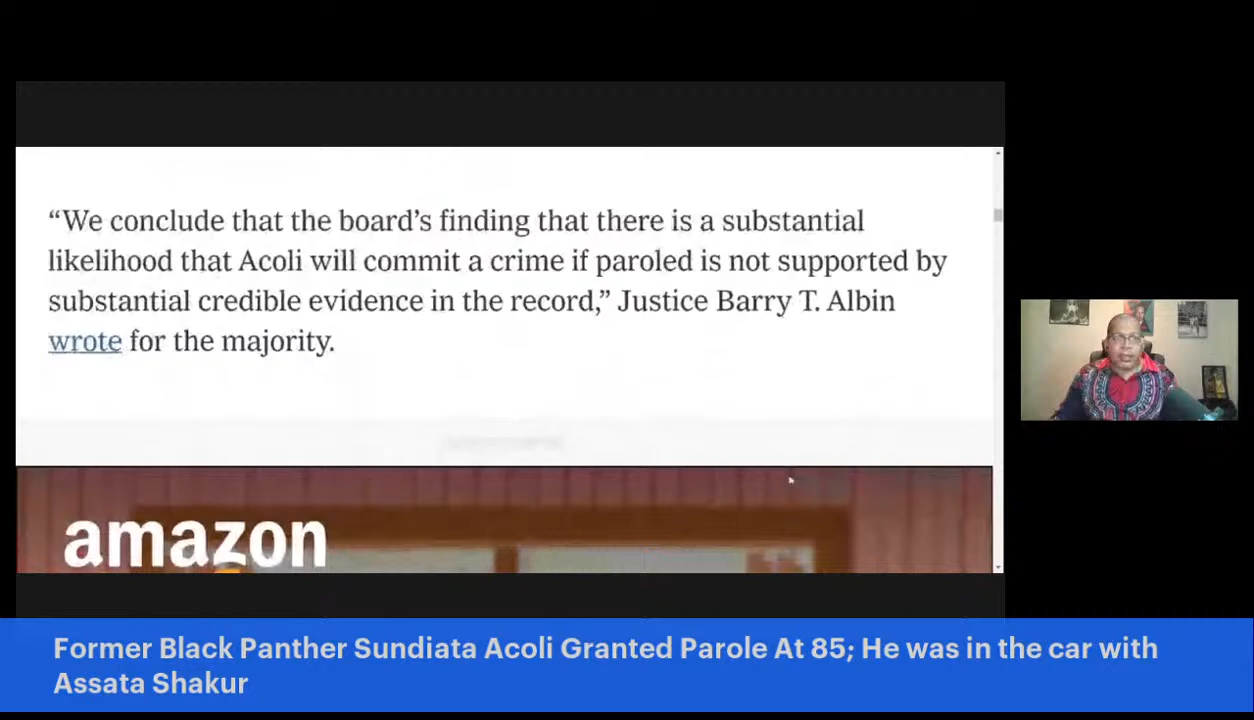 “We conclude that the board’s finding that there is a substantial
likelihood that Acoli will commit a crime if paroled is not supported by
substantial credible evidence in the record,” Justice Barry T. Albin
wrote for the majority.
amazon
Former Black Panther Sundiata Acoli Granted Parole At 85; He was in the car with
Assata Shakur